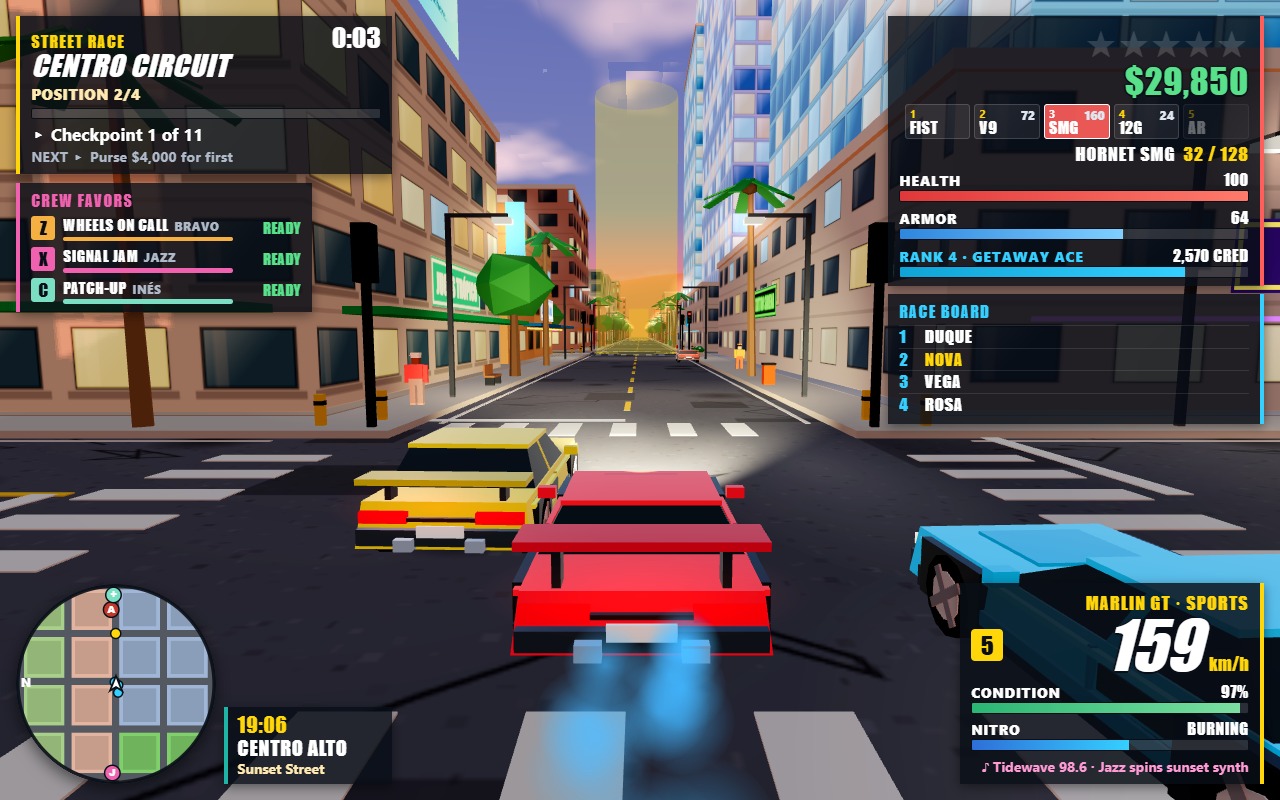 STREET RACE
0:03
CENTRO CIRCUIT
POSITION 2/4
▸ Checkpoint 1 of 11
NEXT ▸ Purse $4,000 for first
CREW FAVORS
Z WHEELS ON CALL BRAVO READY
X SIGNAL JAM JAZZ READY
C PATCH-UP INÉS READY
$29,850
1 FIST
2 V9 72
3 SMG 160
4 12G 24
5 AR
HORNET SMG 32 / 128
HEALTH 100
ARMOR 64
RANK 4 · GETAWAY ACE 2,570 CRED
RACE BOARD
1 DUQUE
2 NOVA
3 VEGA
4 ROSA
A
N
J
19:06
CENTRO ALTO
Sunset Street
MARLIN GT · SPORTS
5 159 km/h
CONDITION 97%
NITRO BURNING
♪ Tidewave 98.6 · Jazz spins sunset synth